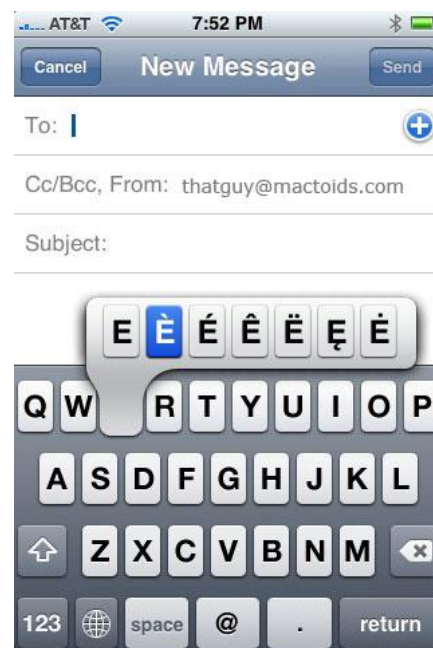 AT&T 7:52 PM
Cancel New Message Send
To:
Cc/Bcc, From: thatguy@mactoids.com
Subject:
E È É Ê Ë Ę Ė
Q W R T Y U I O P
A S D F G H J K L
Z X C V B N M
123 space @ . return